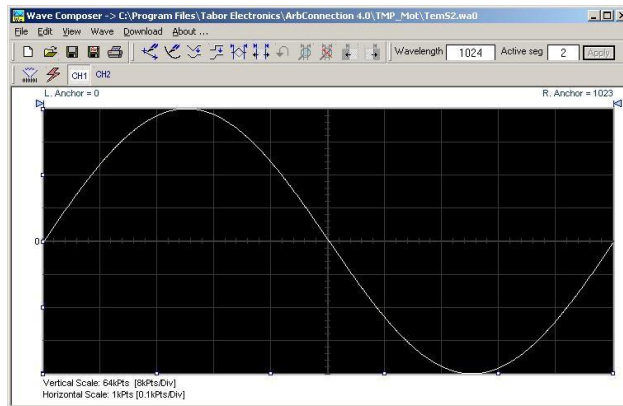 Wave Composer -> C:\Program Files\Tabor Electronics\ArbConnection 4.0\TMP_Mot\TemS2.wa0
File Edit View Wave Download About ...
Wavelength 1024 Active seg 2 Apply
CH1 CH2
L. Anchor = 0 R. Anchor = 1023
0
Vertical Scale: 64kPts [8kPts/Div]
Horizontal Scale: 1kPts [0.1kPts/Div]